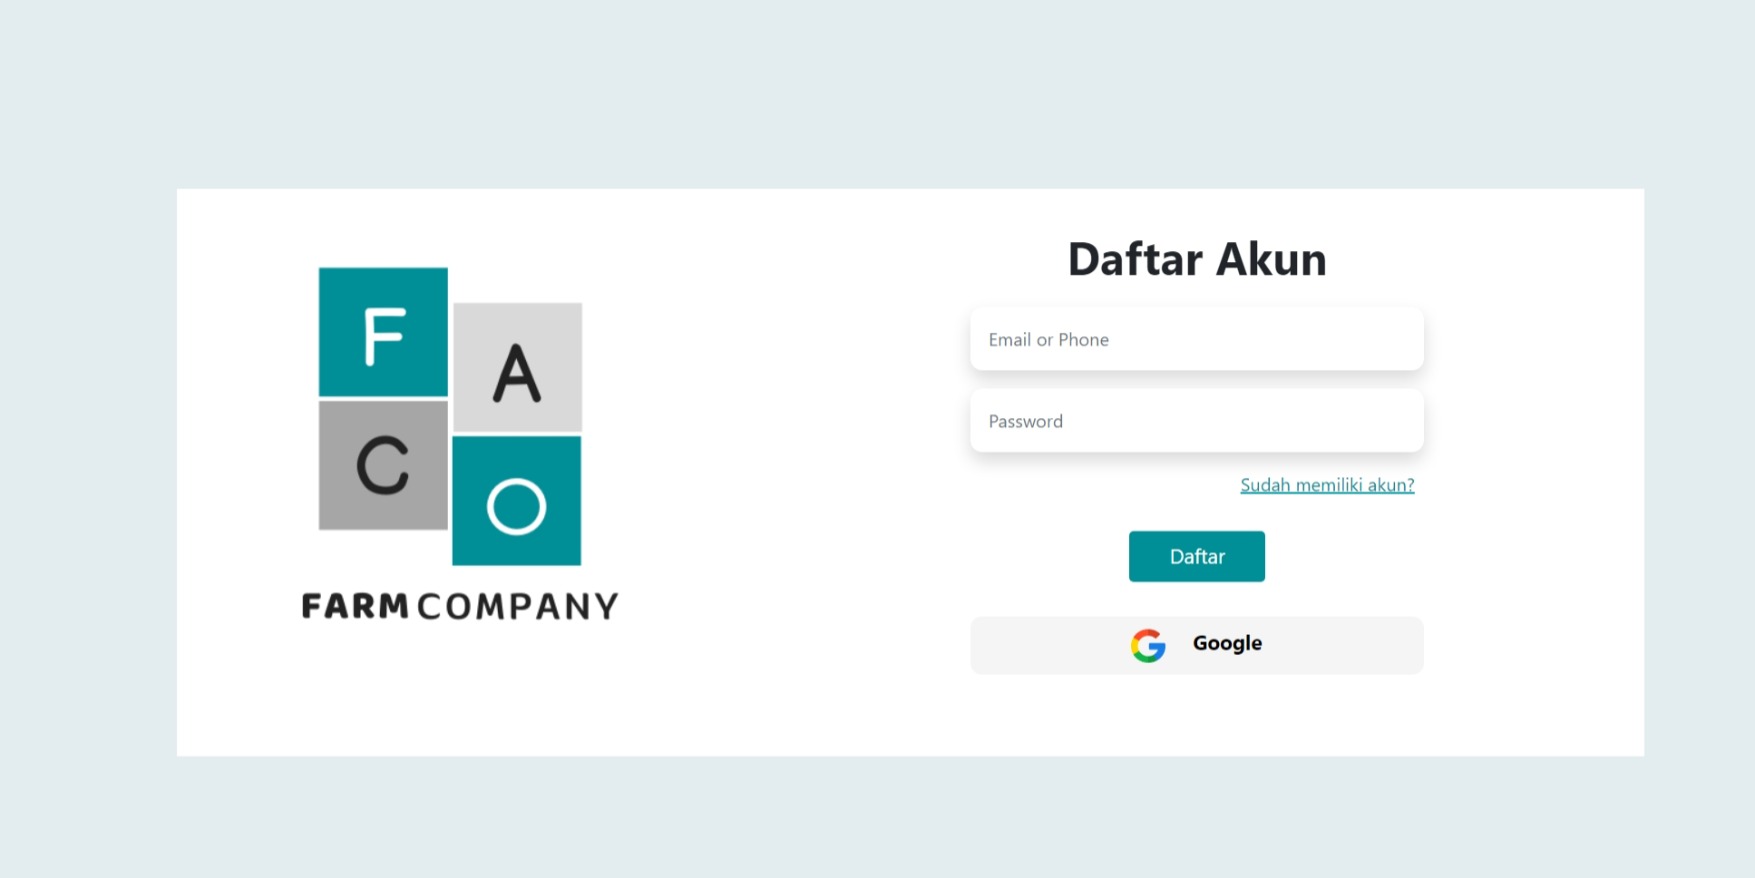 F
A
C
O
FARM COMPANY
Daftar Akun
Email or Phone
Password
Sudah memiliki akun?
Daftar
Google